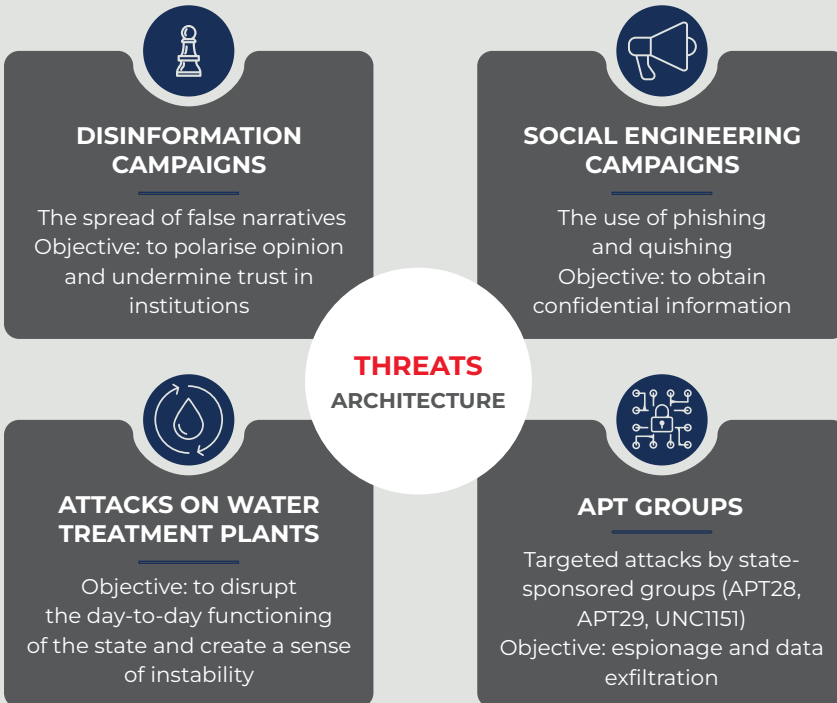 DISINFORMATION
CAMPAIGNS
The spread of false narratives
Objective: to polarise opinion
and undermine trust in
institutions
SOCIAL ENGINEERING
CAMPAIGNS
The use of phishing
and quishing
Objective: to obtain
confidential information
THREATS
ARCHITECTURE
ATTACKS ON WATER
TREATMENT PLANTS
Objective: to disrupt
the day-to-day functioning
of the state and create a sense
of instability
APT GROUPS
Targeted attacks by state-
sponsored groups (APT28,
APT29, UNC1151)
Objective: espionage and data
exfiltration